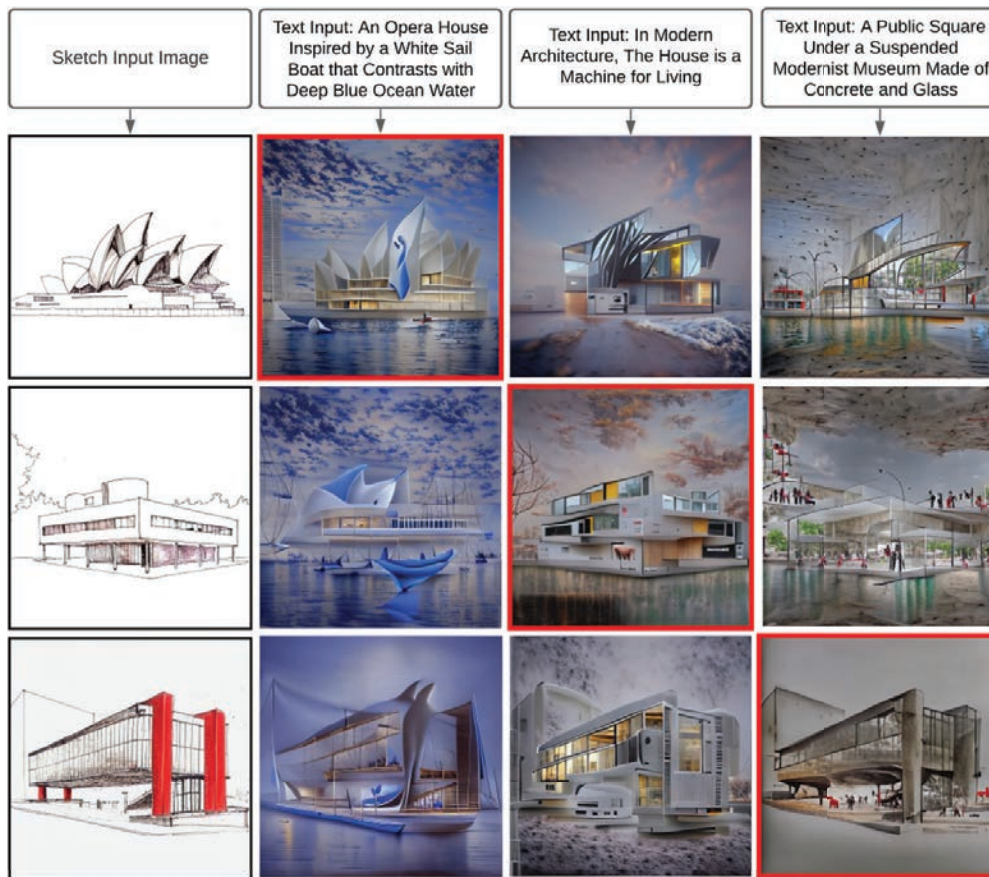 Sketch Input Image
Text Input: An Opera House
Inspired by a White Sail
Boat that Contrasts with
Deep Blue Ocean Water
Text Input: In Modern
Architecture, The House is a
Machine for Living
Text Input: A Public Square
Under a Suspended
Modernist Museum Made of
Concrete and Glass